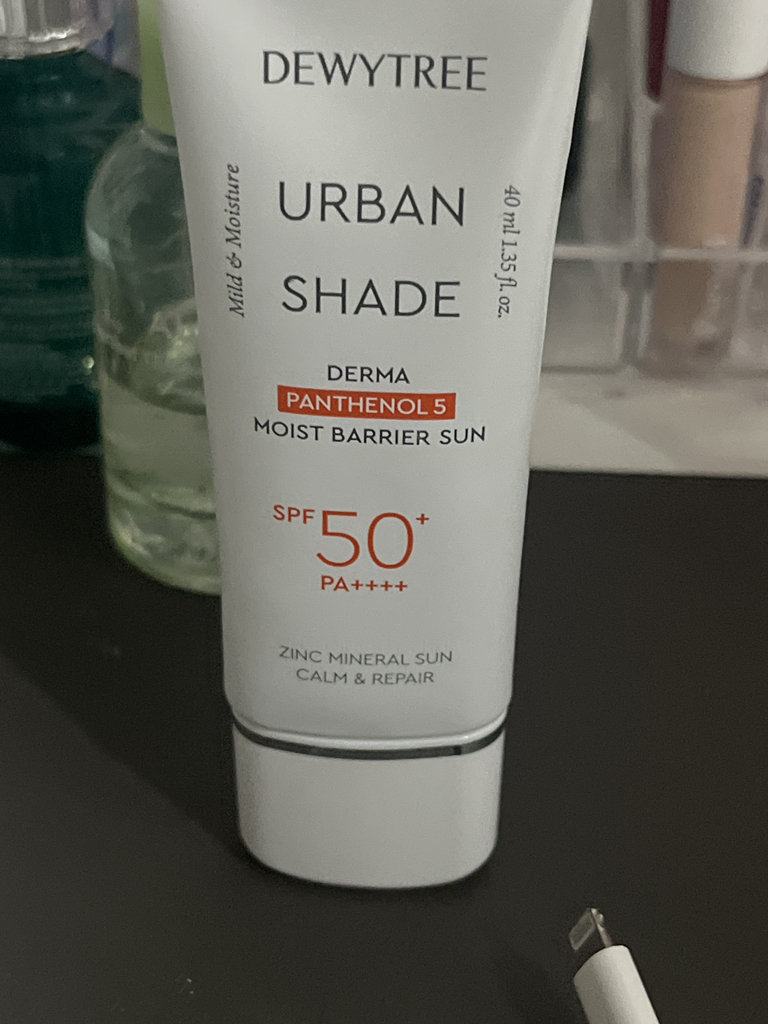 DEWYTREE
Mild & Moisture
URBAN
SHADE
40 ml 1.35 fl. oz.
DERMA
PANTHENOL 5
MOIST BARRIER SUN
SPF 50+
PA++++
ZINC MINERAL SUN
CALM & REPAIR